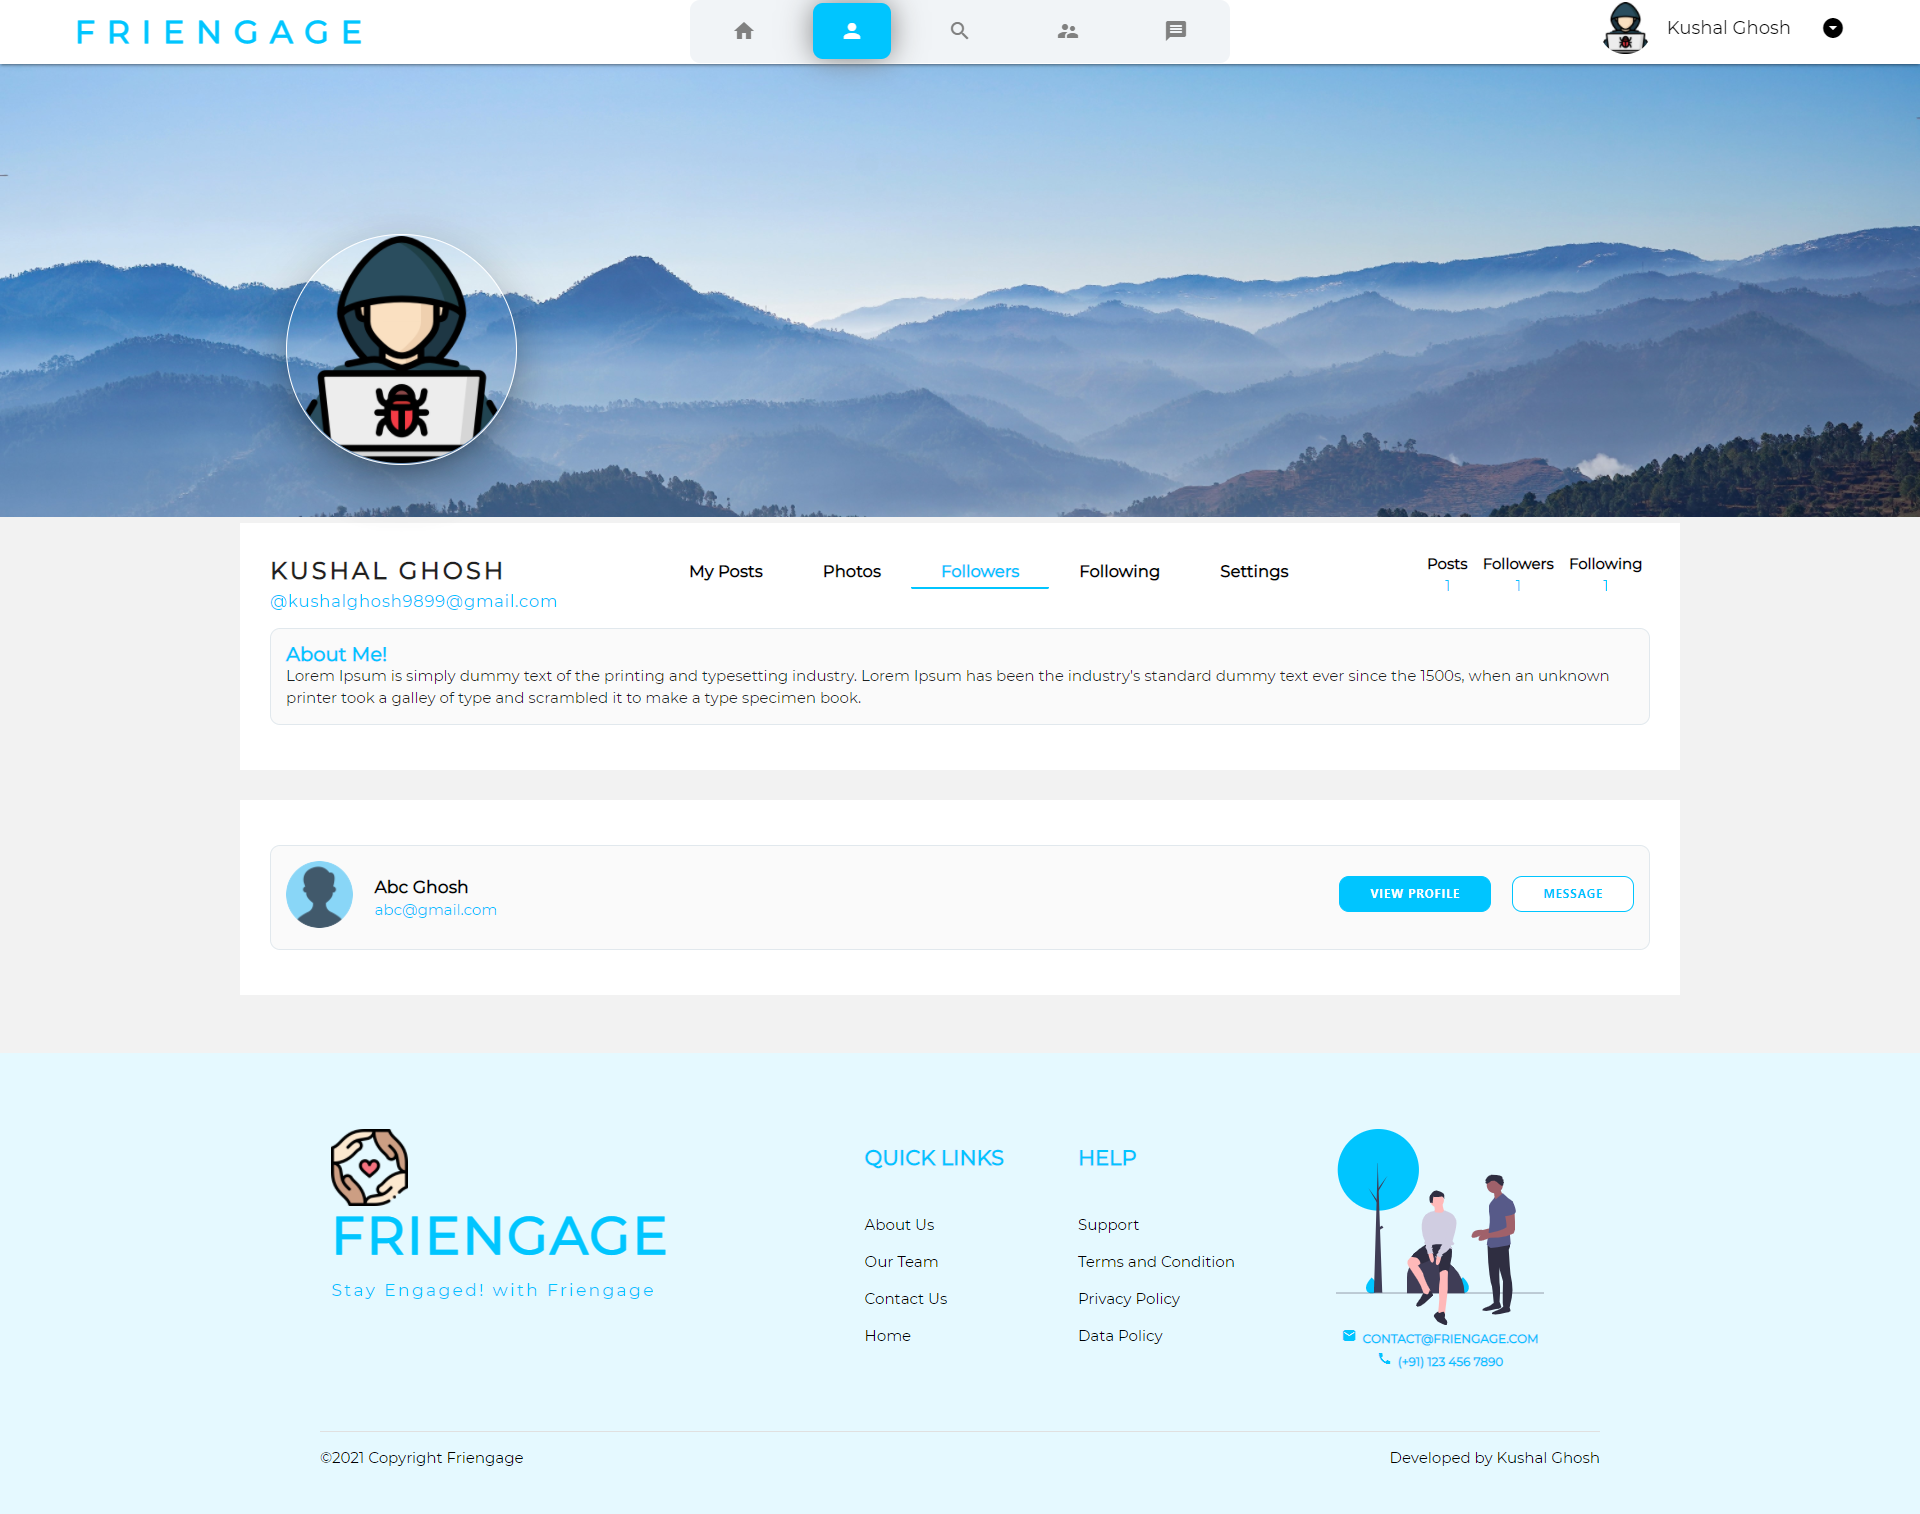 FRIENGAGE
Kushal Ghosh
KUSHAL GHOSH
@kushalghosh9899@gmail.com
My Posts
Photos
Followers
Following
Settings
Posts
1
Followers
1
Following
1
About Me!
Lorem Ipsum is simply dummy text of the printing and typesetting industry. Lorem Ipsum has been the industry's standard dummy text ever since the 1500s, when an unknown
printer took a galley of type and scrambled it to make a type specimen book.
Abc Ghosh
abc@gmail.com
VIEW PROFILE
MESSAGE
FRIENGAGE
Stay Engaged! with Friengage
QUICK LINKS
About Us
Our Team
Contact Us
Home
HELP
Support
Terms and Condition
Privacy Policy
Data Policy
CONTACT@FRIENGAGE.COM
(+91) 123 456 7890
©2021 Copyright Friengage
Developed by Kushal Ghosh